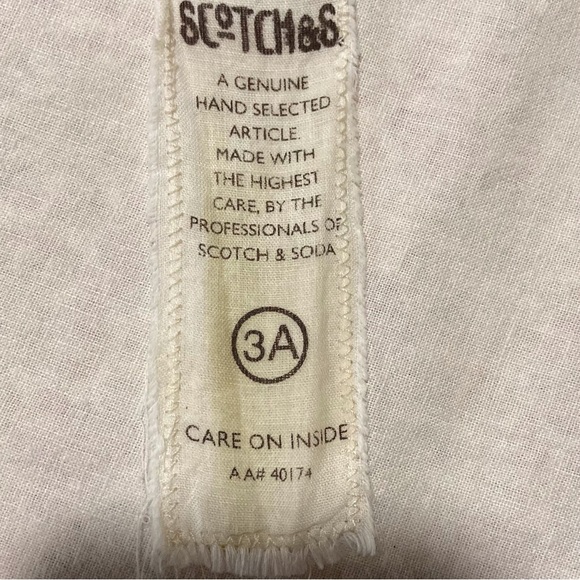 SCOTCH&S.
A GENUINE
HAND SELECTED
ARTICLE.
MADE WITH
THE HIGHEST
CARE, BY THE
PROFESSIONALS OF
SCOTCH & SODA
3A
CARE ON INSIDE
AA# 40174